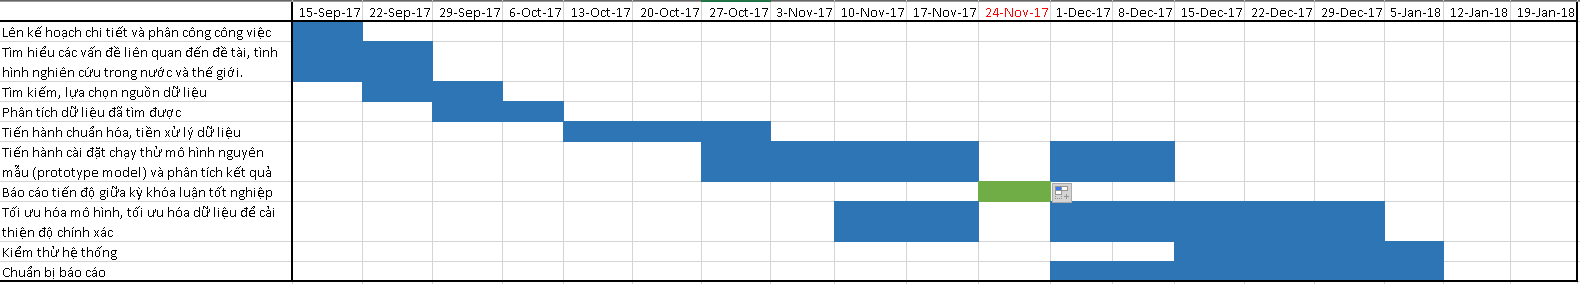 15-Sep-17 22-Sep-17 29-Sep-17 6-Oct-17 13-Oct-17 20-Oct-17 27-Oct-17 3-Nov-17 10-Nov-17 17-Nov-17 24-Nov-17 1-Dec-17 8-Dec-17 15-Dec-17 22-Dec-17 29-Dec-17 5-Jan-18 12-Jan-18 19-Jan-18
Lên kế hoạch chi tiết và phân công công việc
Tìm hiểu các vấn đề liên quan đến đề tài, tình
hình nghiên cứu trong nước và thế giới.
Tìm kiếm, lựa chọn nguồn dữ liệu
Phân tích dữ liệu đã tìm được
Tiến hành chuẩn hóa, tiền xử lý dữ liệu
Tiến hành cài đặt chạy thử mô hình nguyên
mẫu (prototype model) và phân tích kết quả
Báo cáo tiến độ giữa kỳ khóa luận tốt nghiệp
Tối ưu hóa mô hình, tối ưu hóa dữ liệu để cải
thiện độ chính xác
Kiểm thử hệ thống
Chuẩn bị báo cáo